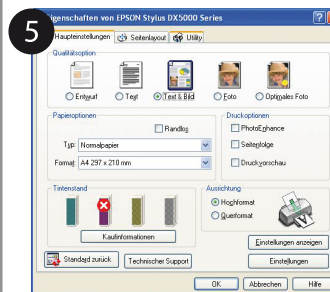 5
Eigenschaften von EPSON Stylus DX5000 Series
Haupteinstellungen Seitenlayout Utility
Qualitätsoption
Entwurf Text Text & Bild Foto Optimales Foto
Papieroptionen
Druckoptionen
Randlos
PhotoEnhance
Typ: Normalpapier
Seitenfolge
Format: A4 297 x 210 mm
Druckvorschau
Tintenstand
Ausrichtung
Hochformat
Querformat
Kaufinformationen
Einstellungen anzeigen
Standard zurück Technischer Support
Einstellungen
OK Abbrechen Hilfe